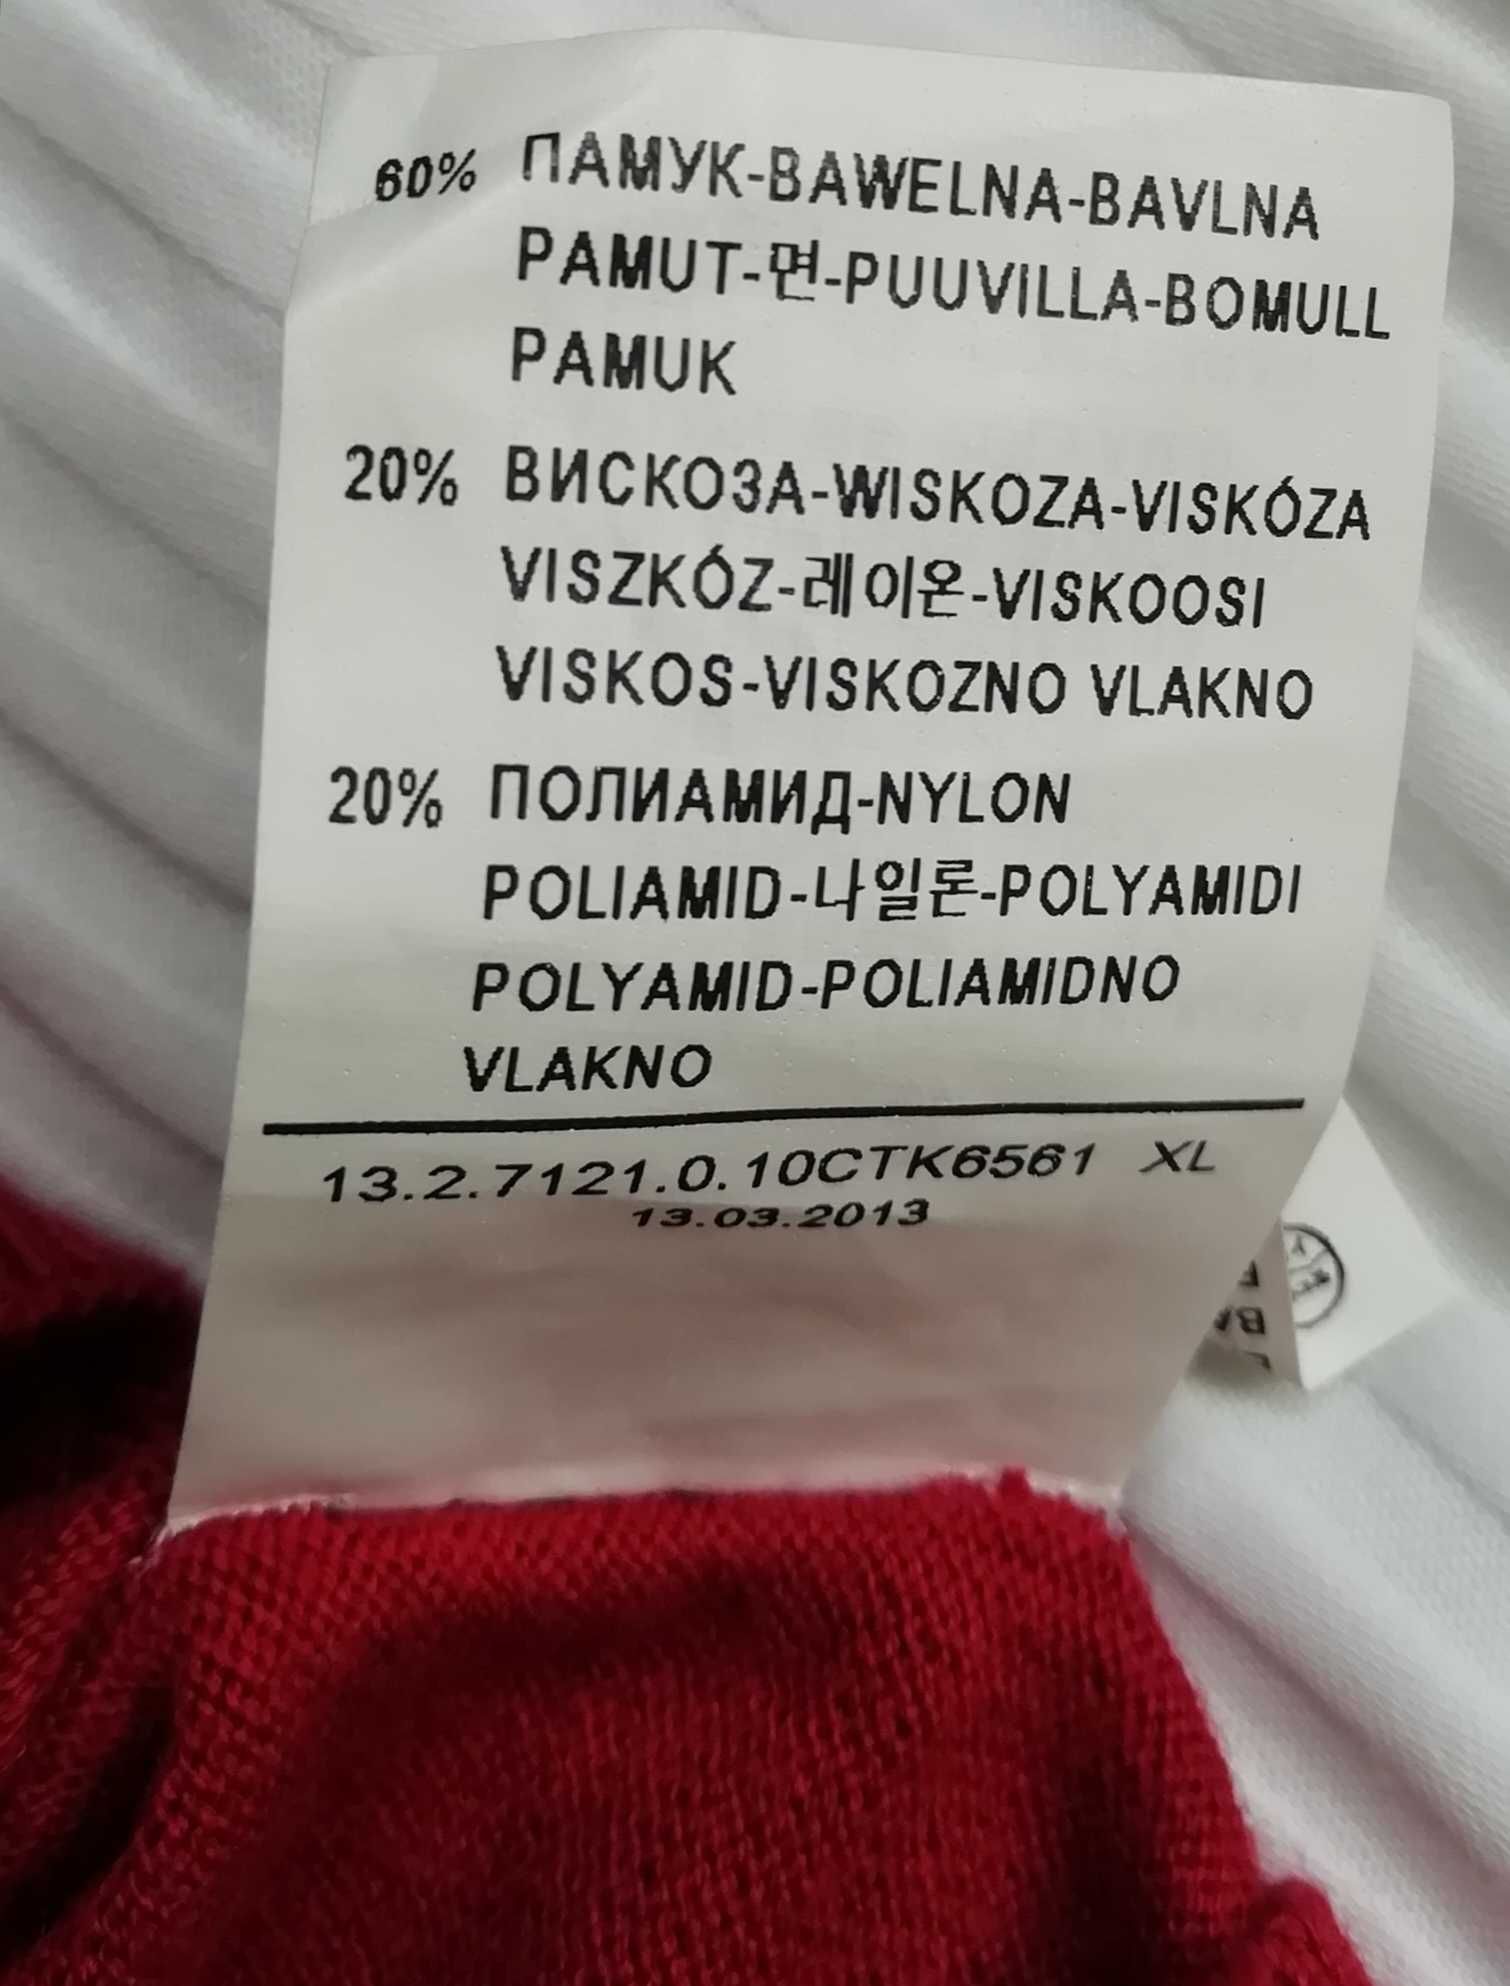 60% ПАМУК-BAWELNA-BAVLNA
PAMUT-면-PUUVILLA-BOMULL
PAMUK
20% ВИСКОЗА-WISKOZA-VISKÓZA
VISZKÓZ-레이온-VISKOOSI
VISKOS-VISKOZNO VLAKNO
20% ПОЛИАМИД-NYLON
POLIAMID-나일론-POLYAMIDI
POLYAMID-POLIAMIDNO
VLAKNO
13.2.7121.0.10CTK6561 XL
13.03.2013